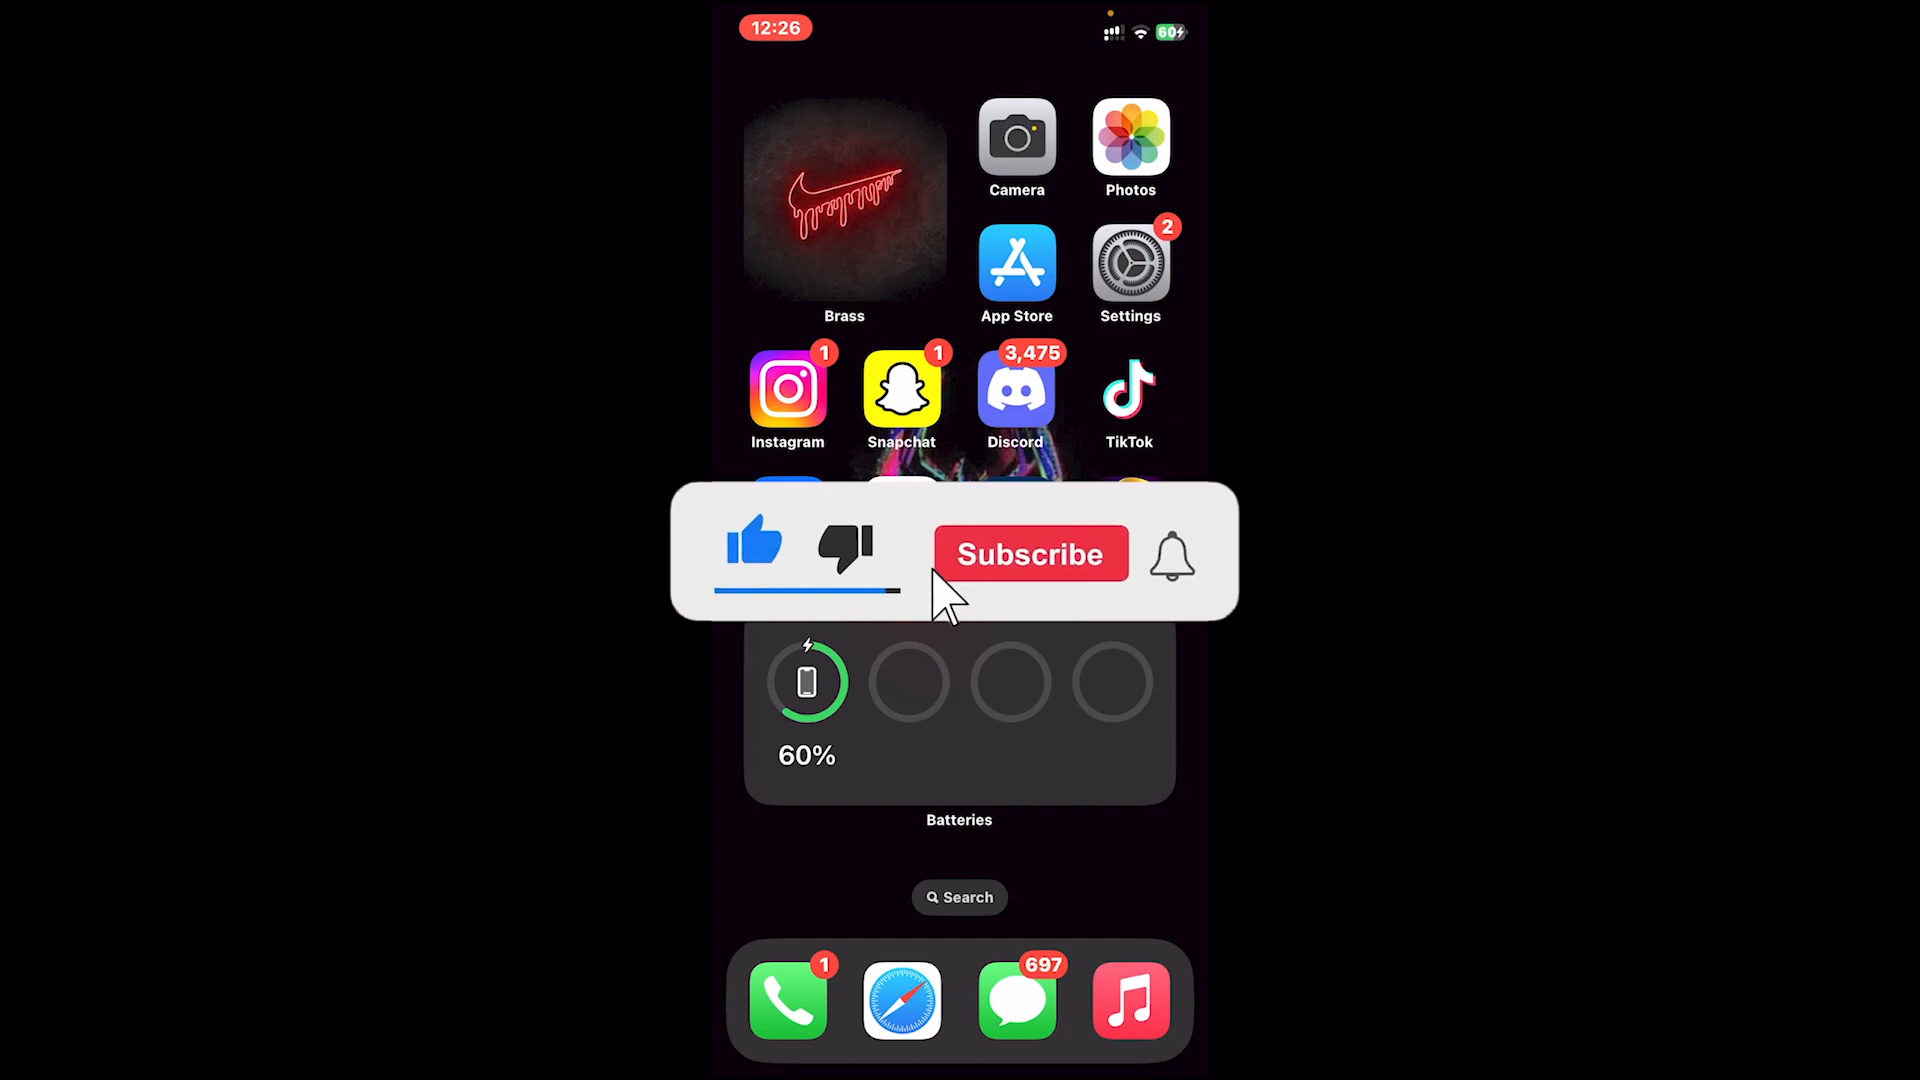 12:26
60
Camera
Photos
2
Brass
App Store
Settings
1
1
3,475
Instagram
Snapchat
Discord
TikTok
Subscribe
60%
Batteries
Search
1
697